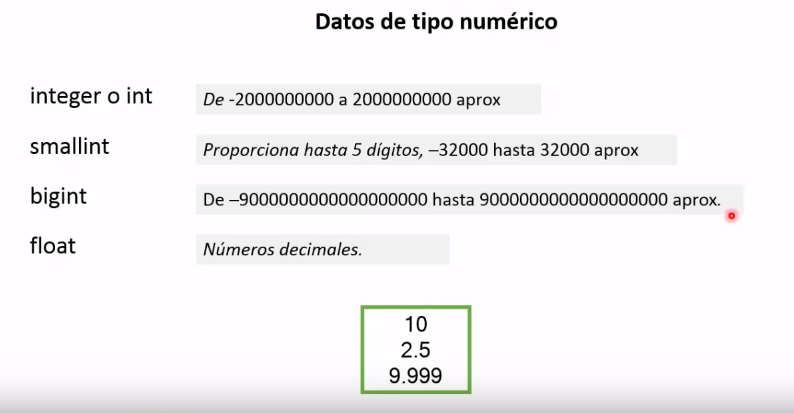 Datos de tipo numérico
integer o int De -2000000000 a 2000000000 aprox
smallint Proporciona hasta 5 dígitos, –32000 hasta 32000 aprox
bigint De –9000000000000000000 hasta 9000000000000000000 aprox.
float Números decimales.
10
2.5
9.999